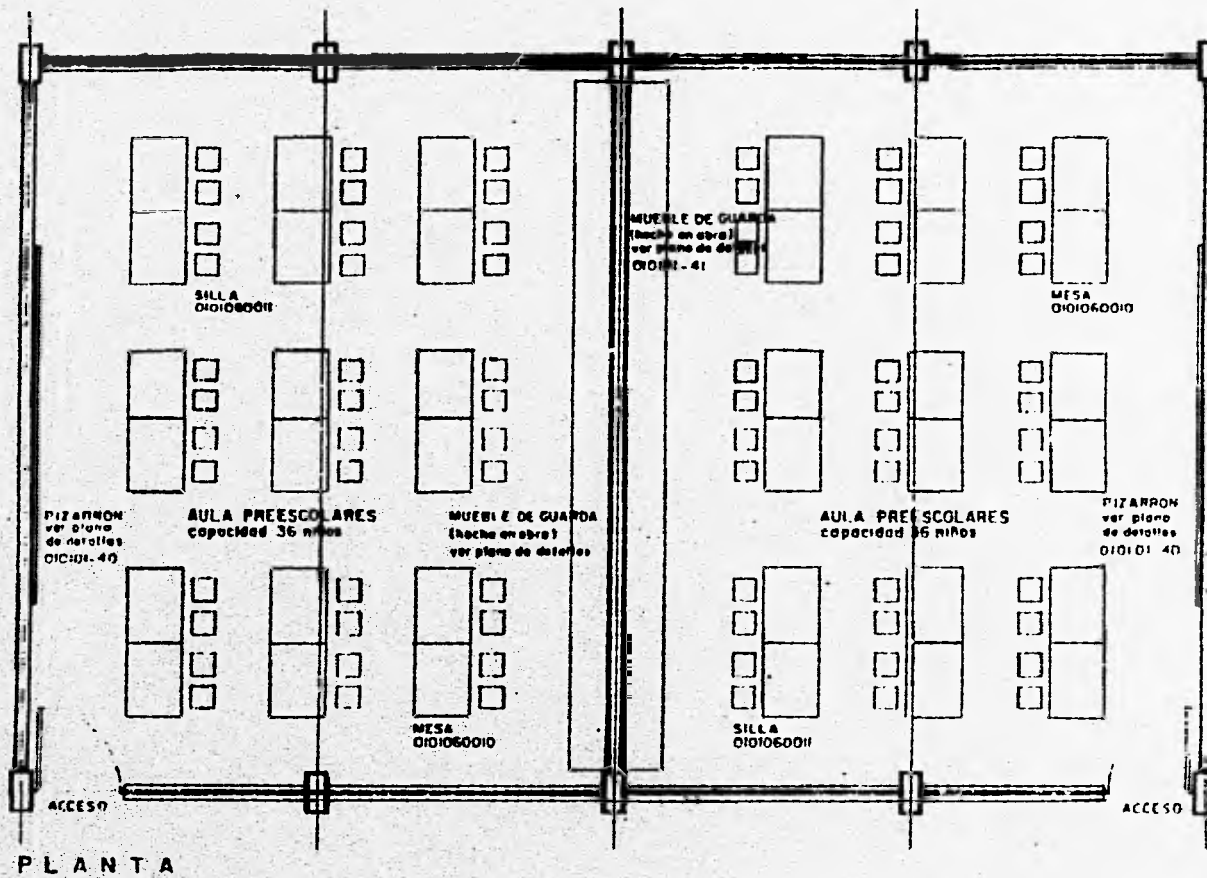 MUEBLE DE GUARDA
(hecho en obra)
ver plano de detalles
010101-41
SILLA
0101060011
MESA
0101060010
PIZARRON
ver plano
de detalles
010101-40
AULA PREESCOLARES
capacidad 36 niños
MUEBLE DE GUARDA
(hecho en obra)
ver plano de detalles
AULA PREESCOLARES
capacidad 36 niños
PIZARRON
ver plano
de detalles
010101-40
MESA
0101060010
SILLA
0101060011
ACCESO
ACCESO
PLANTA